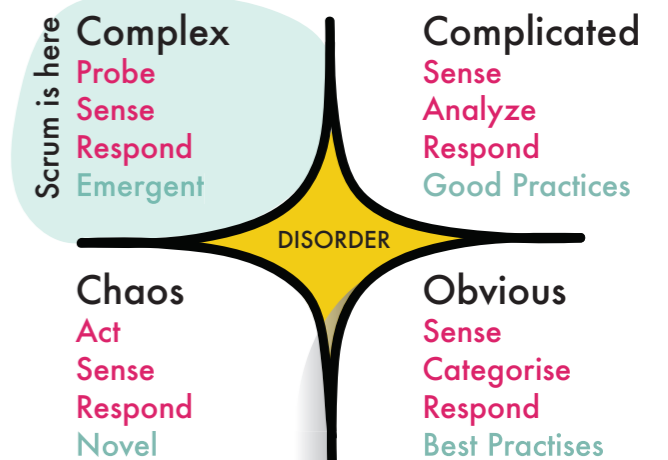 Scrum is here
Complex
Probe
Sense
Respond
Emergent
Complicated
Sense
Analyze
Respond
Good Practices
DISORDER
Chaos
Act
Sense
Respond
Novel
Obvious
Sense
Categorise
Respond
Best Practises